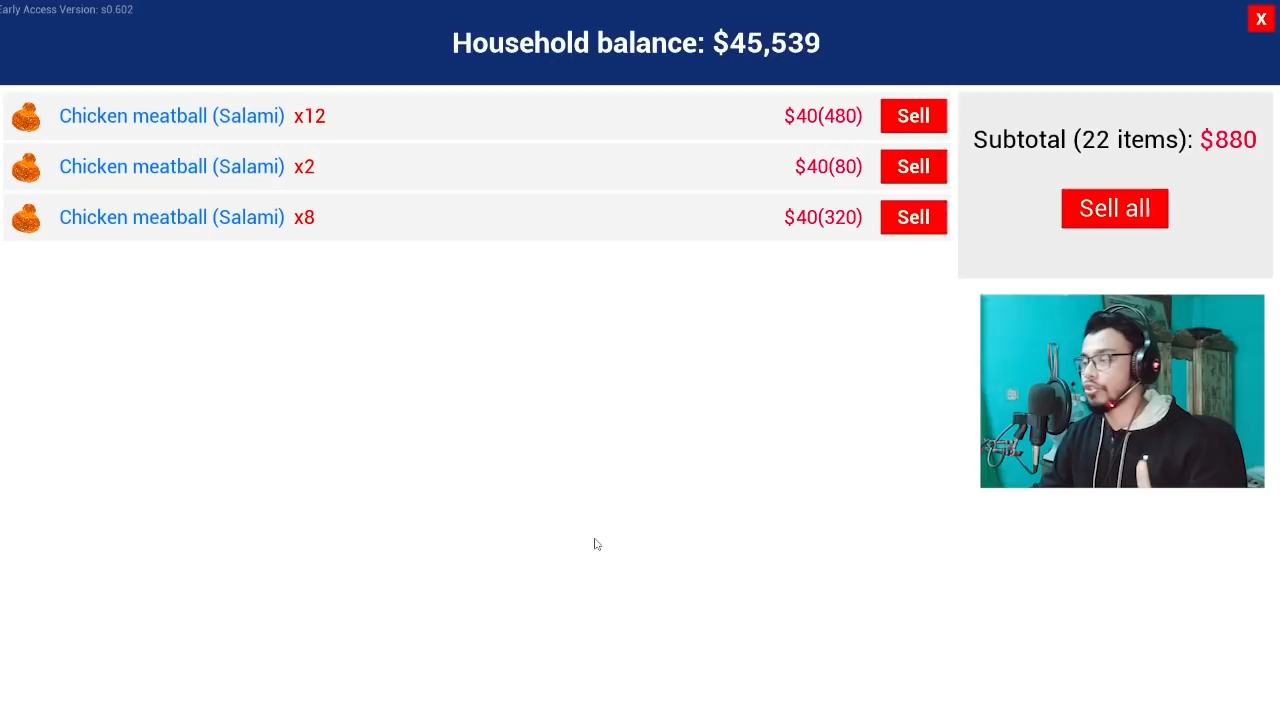 Early Access Version: s0.602
X
Household balance: $45,539
Chicken meatball (Salami) x12 $40(480) Sell
Chicken meatball (Salami) x2 $40(80) Sell
Chicken meatball (Salami) x8 $40(320) Sell
Subtotal (22 items): $880
Sell all